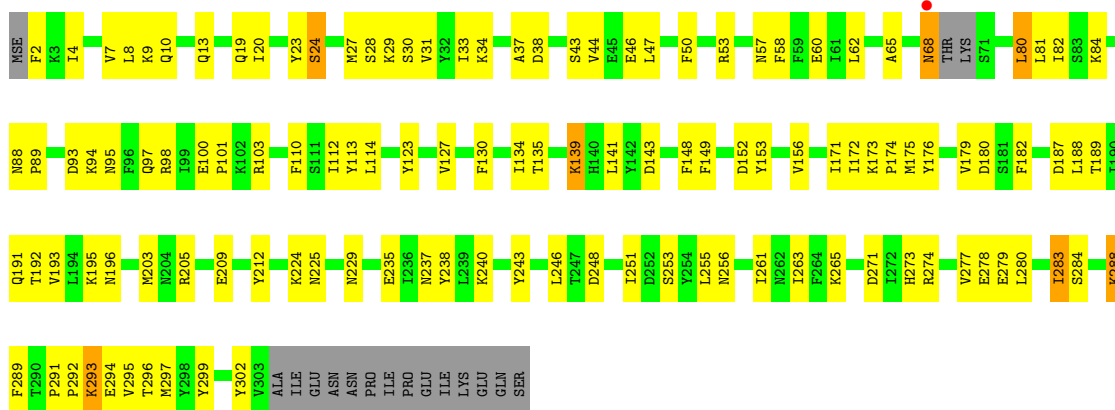 MSE F2 K3 I4 V7 L8 K9 Q10 Q13 Q19 I20 Y23 S24 M27 S28 K29 S30 V31 Y32 I33 K34 A37 D38 S43 V44 E45 E46 L47 F50 R53 N57 F58 F59 E60 I61 L62 A65 N68 THR LYS S71 L80 L81 I82 S83 K84
N88 P89 D93 K94 N95 F96 Q97 R98 I99 E100 P101 K102 R103 F110 S111 I112 Y113 L114 Y123 V127 F130 I134 T135 K139 H140 L141 Y142 D143 F148 F149 D152 Y153 V156 I171 I172 K173 P174 M175 Y176 V179 D180 S181 F182 D187 L188 T189
Q191 T192 V193 L194 K195 N196 M203 N204 R205 E209 Y212 K224 N225 N229 E235 I236 N237 Y238 L239 K240 Y243 L246 T247 D248 I251 D252 S253 Y254 L255 N256 I261 N262 I263 F264 K265 D271 I272 H273 R274 V277 E278 E279 L280 I283 S284
F289 T290 P291 P292 K293 E294 V295 T296 M297 Y298 Y299 Y302 V303 ALA ILE GLU ASN ASN PRO ILE PRO GLU ILE LYS GLU GLN SER